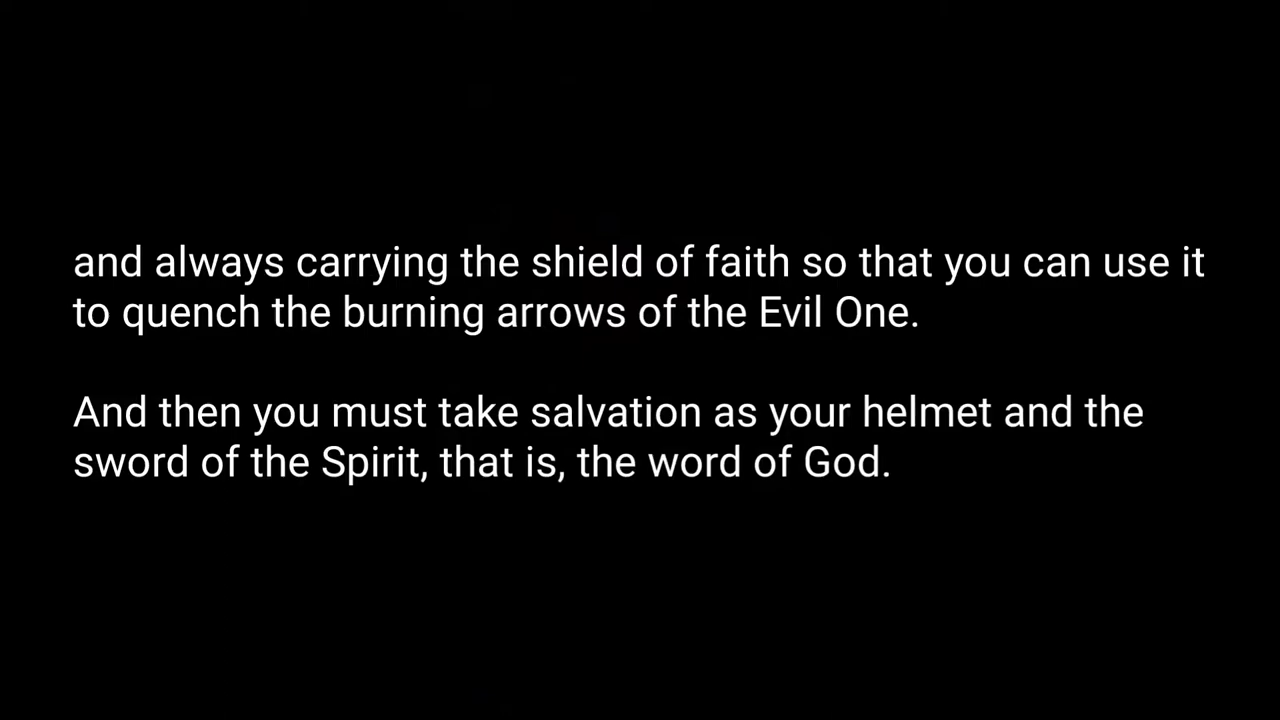 and always carrying the shield of faith so that you can use it
to quench the burning arrows of the Evil One.
And then you must take salvation as your helmet and the
sword of the Spirit, that is, the word of God.